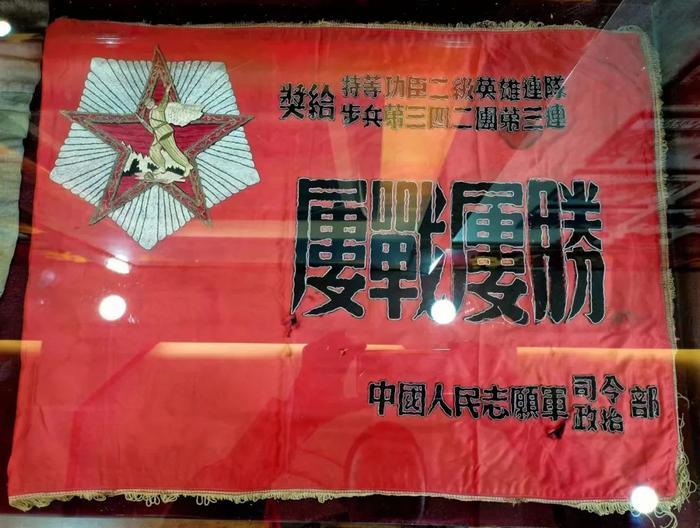 奬給 特等功臣二級英雄連隊
步兵第三四二團第三連
屢戰屢勝
中國人民志願軍司令部
政治